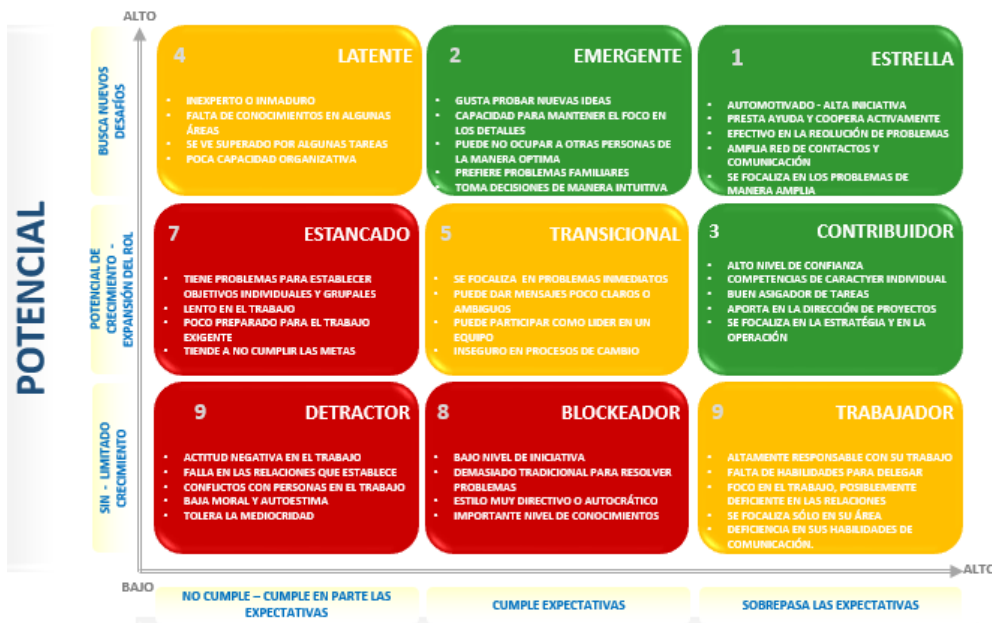 ALTO
POTENCIAL
BUSCA NUEVOS
DESAFÍOS
4
LATENTE
• INEXPERTO O INMADURO
• FALTA DE CONOCIMIENTOS EN ALGUNAS
ÁREAS
• SE VE SUPERADO POR ALGUNAS TAREAS
• POCA CAPACIDAD ORGANIZATIVA
2
EMERGENTE
• GUSTA PROBAR NUEVAS IDEAS
• CAPACIDAD PARA MANTENER EL FOCO EN
LOS DETALLES
• PUEDE NO OCUPAR A OTRAS PERSONAS DE
LA MANERA OPTIMA
• PREFIERE PROBLEMAS FAMILIARES
• TOMA DECISIONES DE MANERA INTUITIVA
1
ESTRELLA
• AUTOMOTIVADO - ALTA INICIATIVA
• PRESTA AYUDA Y COOPERA ACTIVAMENTE
• EFECTIVO EN LA REOLUCIÓN DE PROBLEMAS
• AMPLIA RED DE CONTACTOS Y
COMUNICACIÓN
• SE FOCALIZA EN LOS PROBLEMAS DE
MANERA AMPLIA
POTENCIAL DE
CRECIMIENTO -
EXPANSIÓN DEL ROL
7
ESTANCADO
• TIENE PROBLEMAS PARA ESTABLECER
OBJETIVOS INDIVIDUALES Y GRUPALES
• LENTO EN EL TRABAJO
• POCO PREPARADO PARA EL TRABAJO
EXIGENTE
• TIENDE A NO CUMPLIR LAS METAS
5
TRANSICIONAL
• SE FOCALIZA EN PROBLEMAS INMEDIATOS
• PUEDE DAR MENSAJES POCO CLAROS O
AMBIGUOS
• PUEDE PARTICIPAR COMO LIDER EN UN
EQUIPO
• INSEGURO EN PROCESOS DE CAMBIO
3
CONTRIBUIDOR
• ALTO NIVEL DE CONFIANZA
• COMPETENCIAS DE CARACTYER INDIVIDUAL
• BUEN ASIGADOR DE TAREAS
• APORTA EN LA DIRECCIÓN DE PROYECTOS
• SE FOCALIZA EN LA ESTRATÉGIA Y EN LA
OPERACIÓN
SIN - LIMITADO
CRECIMIENTO
9
DETRACTOR
• ACTITUD NEGATIVA EN EL TRABAJO
• FALLA EN LAS RELACIONES QUE ESTABLECE
• CONFLICTOS CON PERSONAS EN EL TRABAJO
• BAJA MORAL Y AUTOESTIMA
• TOLERA LA MEDIOCRIDAD
8
BLOCKEADOR
• BAJO NIVEL DE INICIATIVA
• DEMASIADO TRADICIONAL PARA RESOLVER
PROBLEMAS
• ESTILO MUY DIRECTIVO O AUTOCRÁTICO
• IMPORTANTE NIVEL DE CONOCIMIENTOS
9
TRABAJADOR
• ALTAMENTE RESPONSABLE CON SU TRABAJO
• FALTA DE HABILIDADES PARA DELEGAR
• FOCO EN EL TRABAJO, POSIBLEMENTE
DEFICIENTE EN LAS RELACIONES
• SE FOCALIZA SÓLO EN SU ÁREA
• DEFICIENCIA EN SUS HABILIDADES DE
COMUNICACIÓN.
ALTO
BAJO
NO CUMPLE – CUMPLE EN PARTE LAS
EXPECTATIVAS
CUMPLE EXPECTATIVAS
SOBREPASA LAS EXPECTATIVAS